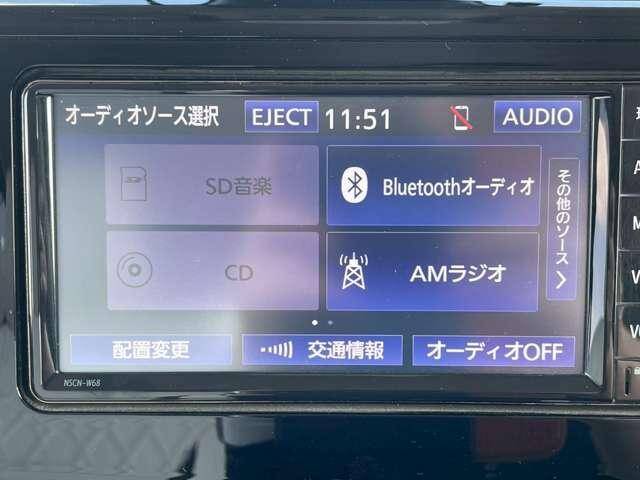 オーディオソース選択 EJECT 11:51 AUDIO
SD音楽 Bluetoothオーディオ
CD AMラジオ
その他のソース
配置変更 交通情報 オーディオOFF
NSCN-W68